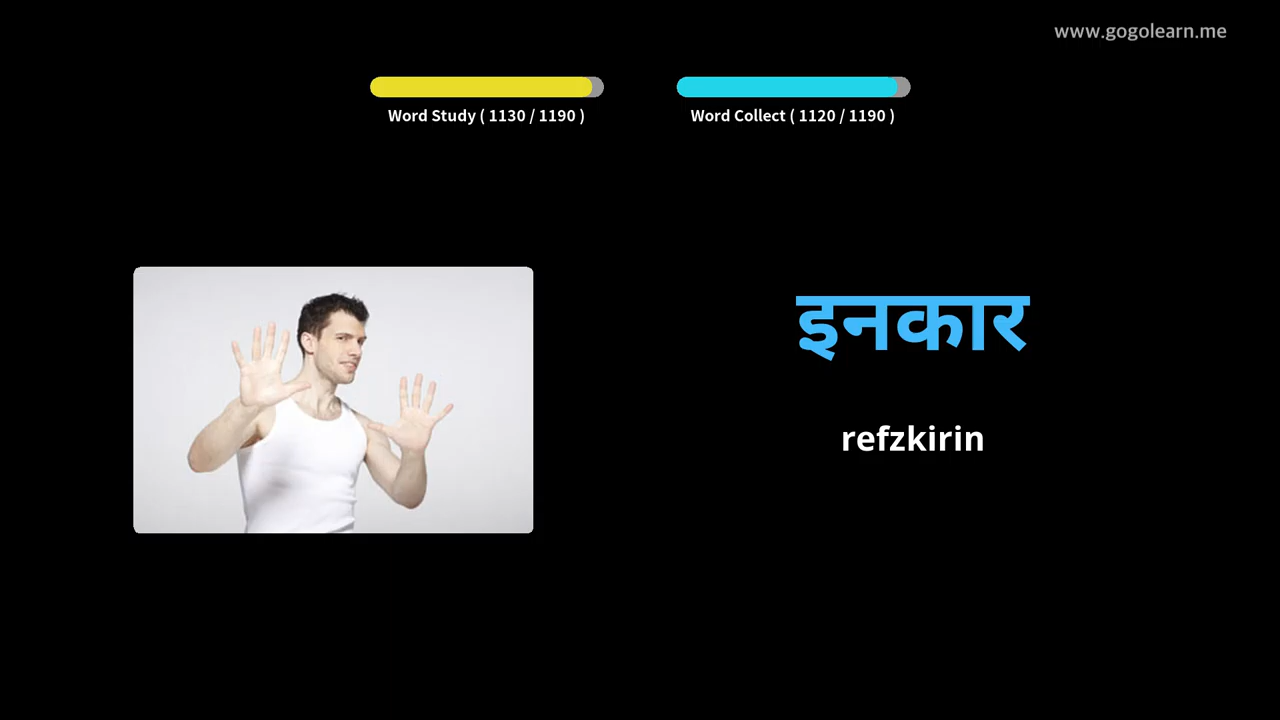 www.gogolearn.me
Word Study ( 1130 / 1190 )
Word Collect ( 1120 / 1190 )
इनकार
refzkirin